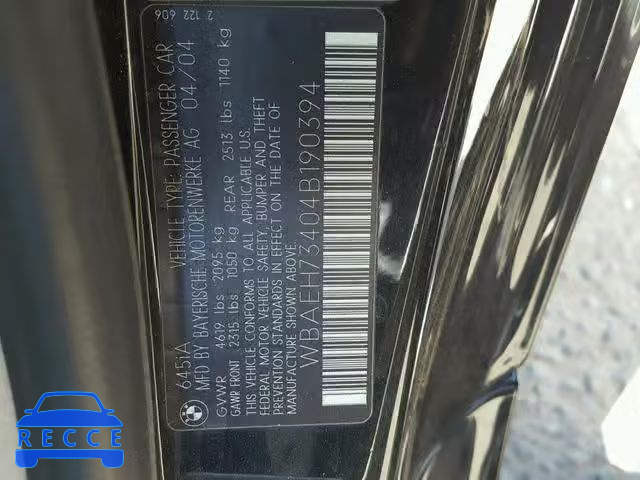 6451A VEHICLE TYPE: PASSENGER CAR 2 122 606
MFD BY BAYERISCHE MOTORENWERKE AG 04/04
GVWR 4619 lbs 2095 kg
GAWR FRONT 2315 lbs 1050 kg REAR 2513 lbs 1140 kg
THIS VEHICLE CONFORMS TO ALL APPLICABLE U.S.
FEDERAL MOTOR VEHICLE SAFETY, BUMPER AND THEFT
PREVENTION STANDARDS IN EFFECT ON THE DATE OF
MANUFACTURE SHOWN ABOVE.
WBAEH73404B190394
RECCE